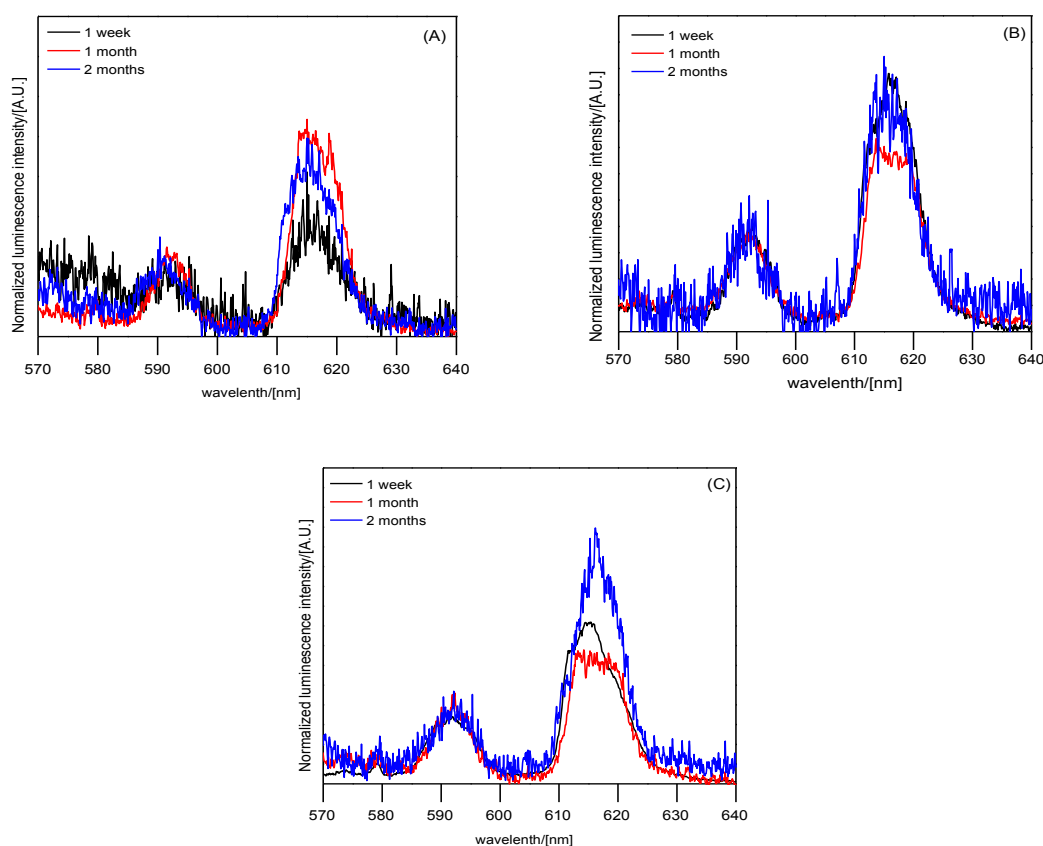 (A)
1 week
1 month
2 months
Normalized luminescence intensity/[A.U.]
570 580 590 600 610 620 630 640
wavelenth/[nm]
(B)
1 week
1 month
2 months
Normalized luminescence intensity/[A.U.]
570 580 590 600 610 620 630 640
wavelenth/[nm]
(C)
1 week
1 month
2 months
Normalized luminescence intensity/[A.U.]
570 580 590 600 610 620 630 640
wavelenth/[nm]